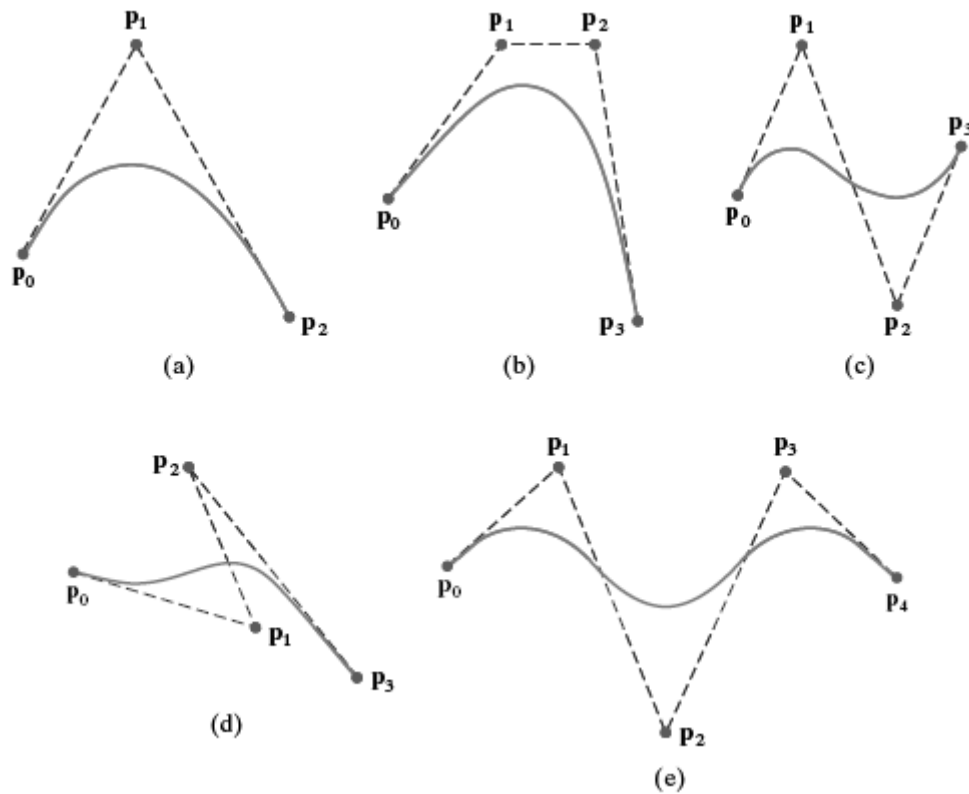 p₁
p₀
p₂
(a)
p₁ p₂
p₀
p₃
(b)
p₁
p₃
p₀
p₂
(c)
p₂
p₀
p₁
p₃
(d)
p₁
p₃
p₀
p₄
p₂
(e)